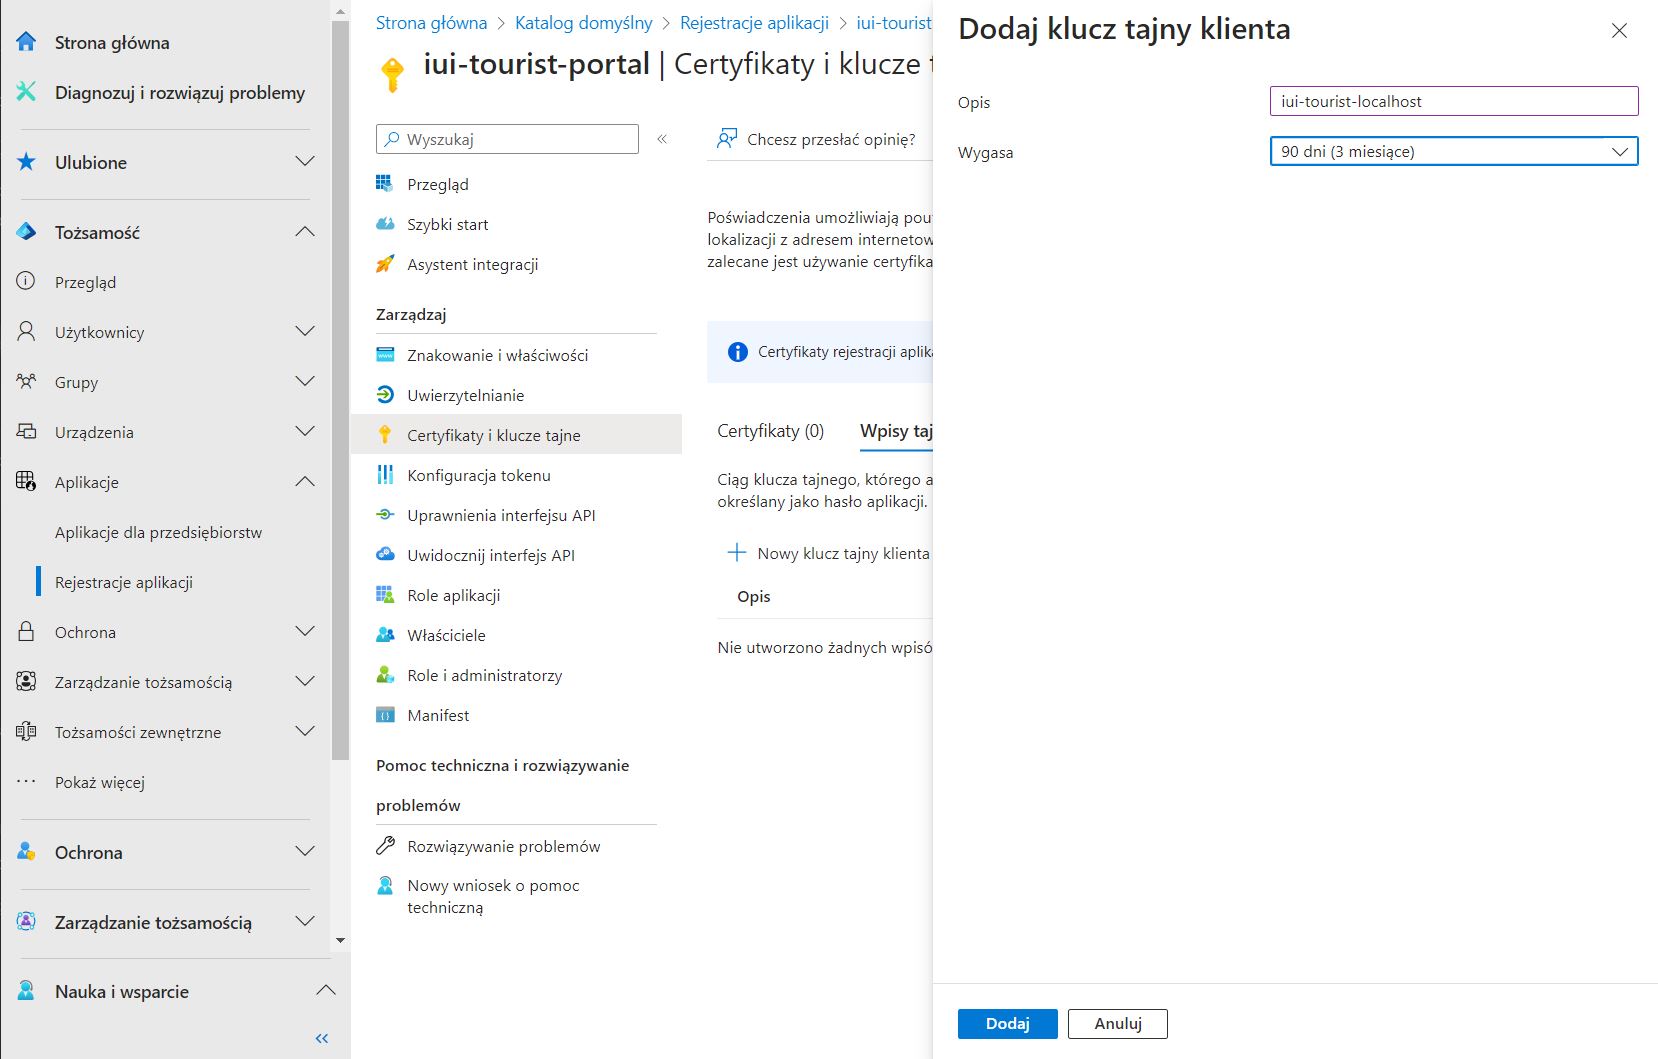 Strona główna
Diagnozuj i rozwiązuj problemy
Ulubione
Tożsamość
Przegląd
Użytkownicy
Grupy
Urządzenia
Aplikacje
Aplikacje dla przedsiębiorstw
Rejestracje aplikacji
Ochrona
Zarządzanie tożsamością
Tożsamości zewnętrzne
Pokaż więcej
Ochrona
Zarządzanie tożsamością
Nauka i wsparcie
Strona główna > Katalog domyślny > Rejestracje aplikacji > iui-tourist
iui-tourist-portal | Certyfikaty i klucze
Wyszukaj
Przegląd
Szybki start
Asystent integracji
Zarządzaj
Znakowanie i właściwości
Uwierzytelnianie
Certyfikaty i klucze tajne
Konfiguracja tokenu
Uprawnienia interfejsu API
Uwidocznij interfejs API
Role aplikacji
Właściciele
Role i administratorzy
Manifest
Pomoc techniczna i rozwiązywanie
problemów
Rozwiązywanie problemów
Nowy wniosek o pomoc
techniczną
Chcesz przesłać opinię?
Poświadczenia umożliwiają pou
lokalizacji z adresem internetow
zalecane jest używanie certyfika
Certyfikaty rejestracji aplika
Certyfikaty (0) Wpisy taj
Ciąg klucza tajnego, którego a
określany jako hasło aplikacji.
Nowy klucz tajny klienta
Opis
Nie utworzono żadnych wpisó
Dodaj klucz tajny klienta
Opis
iui-tourist-localhost
Wygasa
90 dni (3 miesiące)
Dodaj
Anuluj